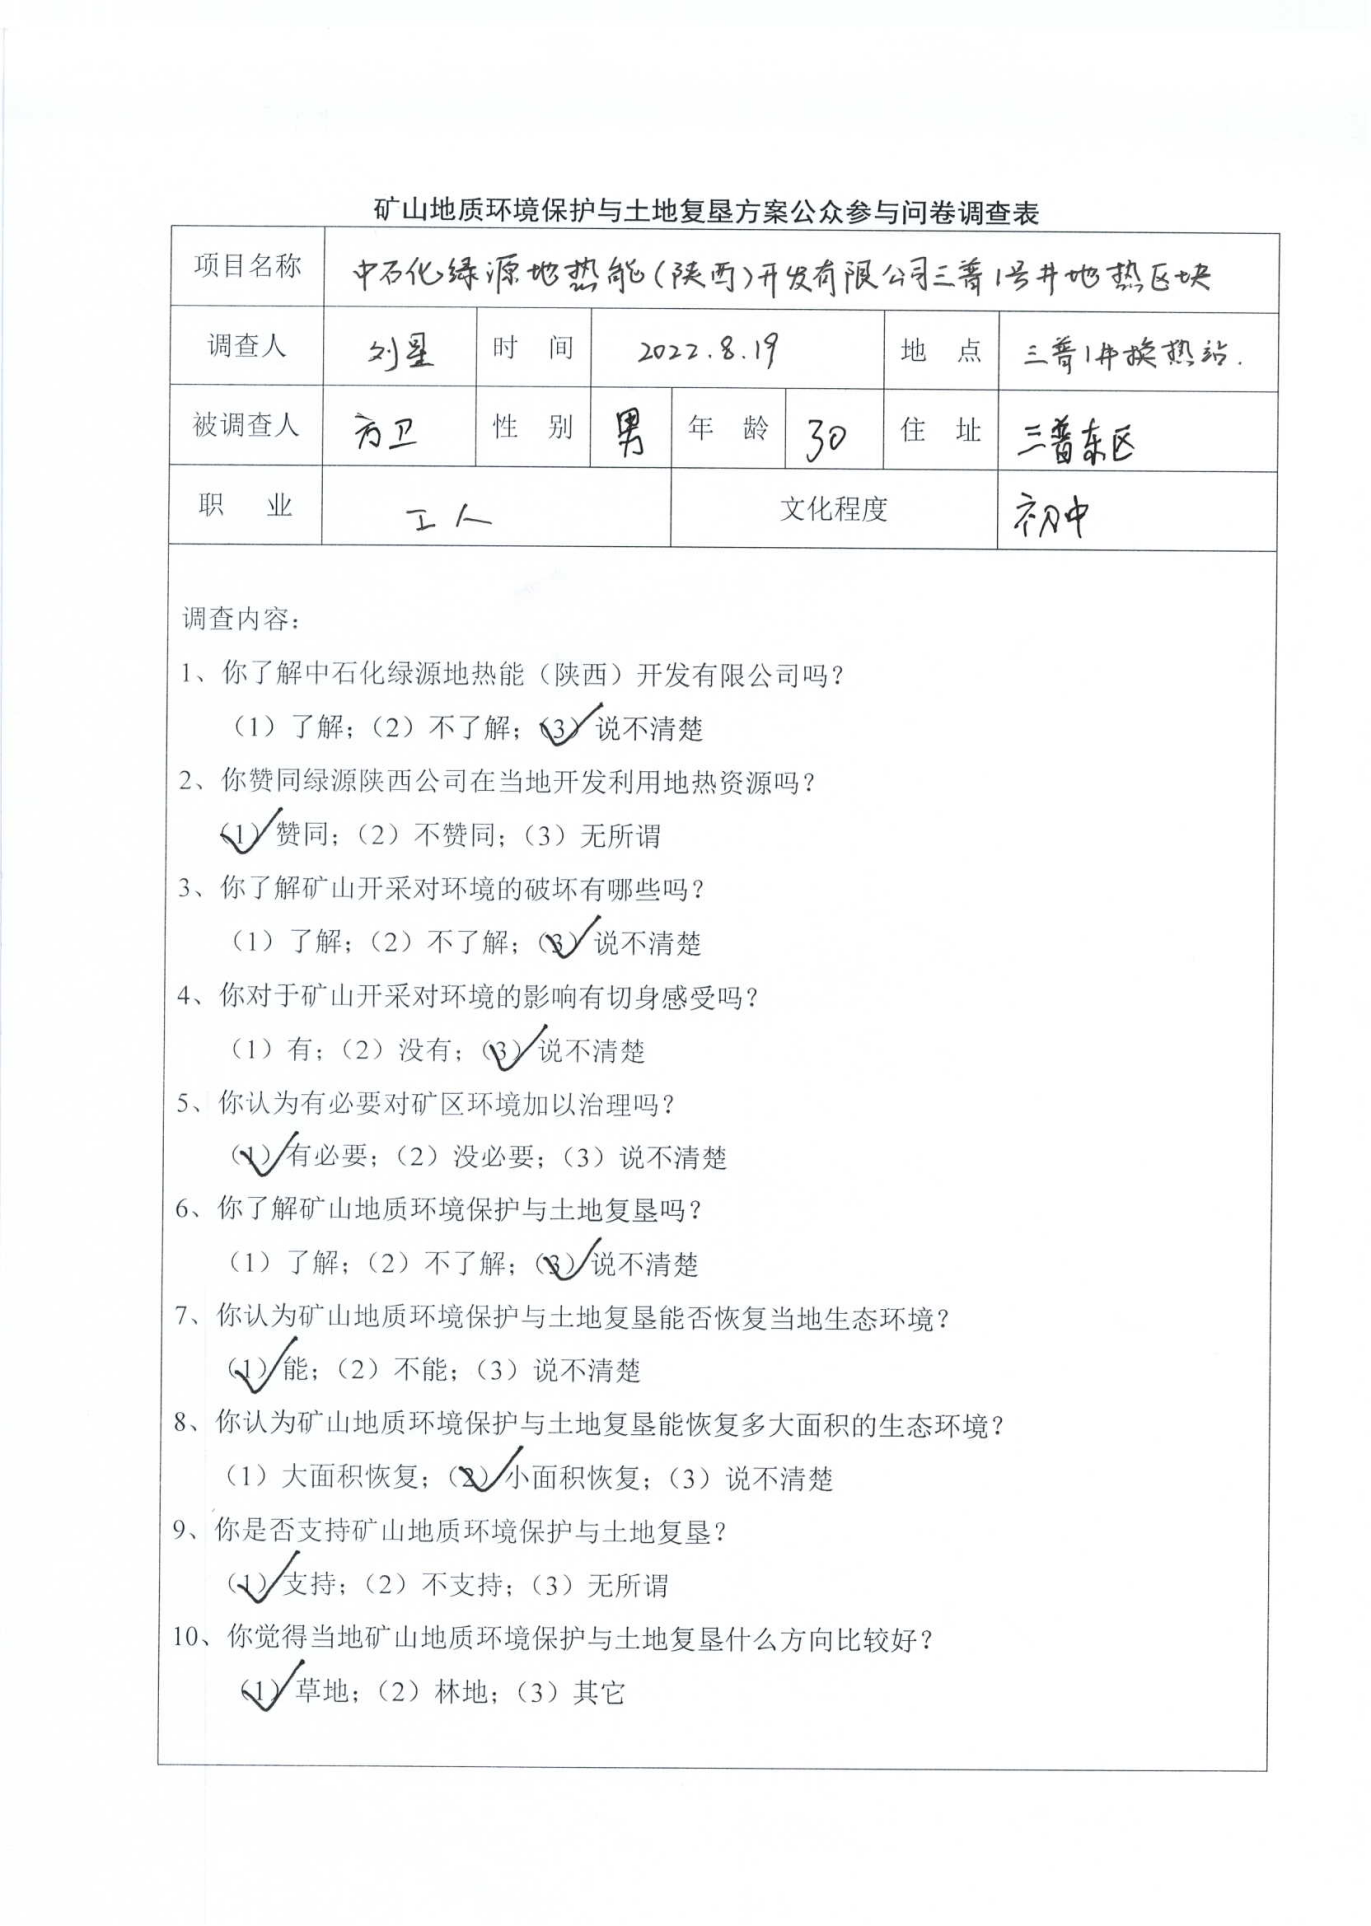 矿山地质环境保护与土地复垦方案公众参与问卷调查表
项目名称 中石化绿源地热能(陕西)开发有限公司三普1号井地热区块
调查人 刘星 时 间 2022.8.19 地 点 三普1井换热站.
被调查人 方卫 性 别 男 年 龄 30 住 址 三普东区
职 业 工人 文化程度 初中
调查内容:
1、你了解中石化绿源地热能（陕西）开发有限公司吗？
（1）了解；（2）不了解；（3）✓说不清楚
2、你赞同绿源陕西公司在当地开发利用地热资源吗？
（1）✓赞同；（2）不赞同；（3）无所谓
3、你了解矿山开采对环境的破坏有哪些吗？
（1）了解；（2）不了解；（3）✓说不清楚
4、你对于矿山开采对环境的影响有切身感受吗？
（1）有；（2）没有；（3）✓说不清楚
5、你认为有必要对矿区环境加以治理吗？
（1）✓有必要；（2）没必要；（3）说不清楚
6、你了解矿山地质环境保护与土地复垦吗？
（1）了解；（2）不了解；（3）✓说不清楚
7、你认为矿山地质环境保护与土地复垦能否恢复当地生态环境？
（1）✓能；（2）不能；（3）说不清楚
8、你认为矿山地质环境保护与土地复垦能恢复多大面积的生态环境？
（1）大面积恢复；（2）✓小面积恢复；（3）说不清楚
9、你是否支持矿山地质环境保护与土地复垦？
（1）✓支持；（2）不支持；（3）无所谓
10、你觉得当地矿山地质环境保护与土地复垦什么方向比较好？
（1）✓草地；（2）林地；（3）其它